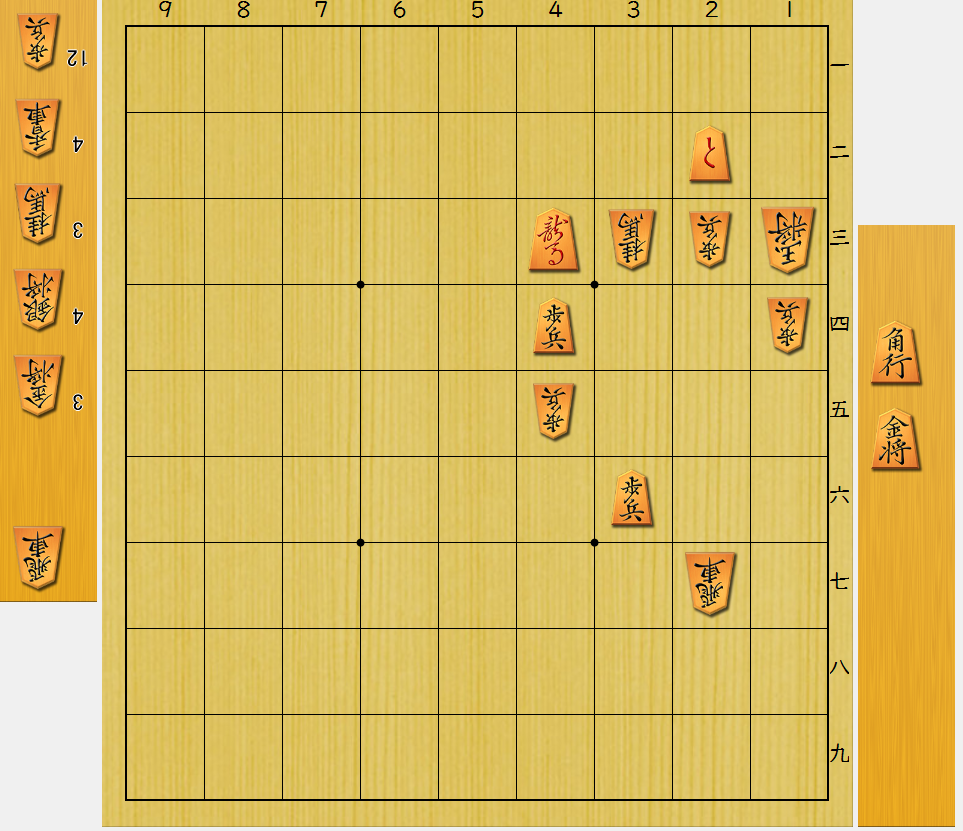 9 8 7 6 5 4 3 2 1
歩兵 12
香車 4
桂馬 3
銀将 4
金将 3
飛車
一
と 二
龍馬 桂馬 歩兵 玉将 三
歩兵 歩兵 四
歩兵 五
歩兵 六
飛車 七
八
九
角行
金将